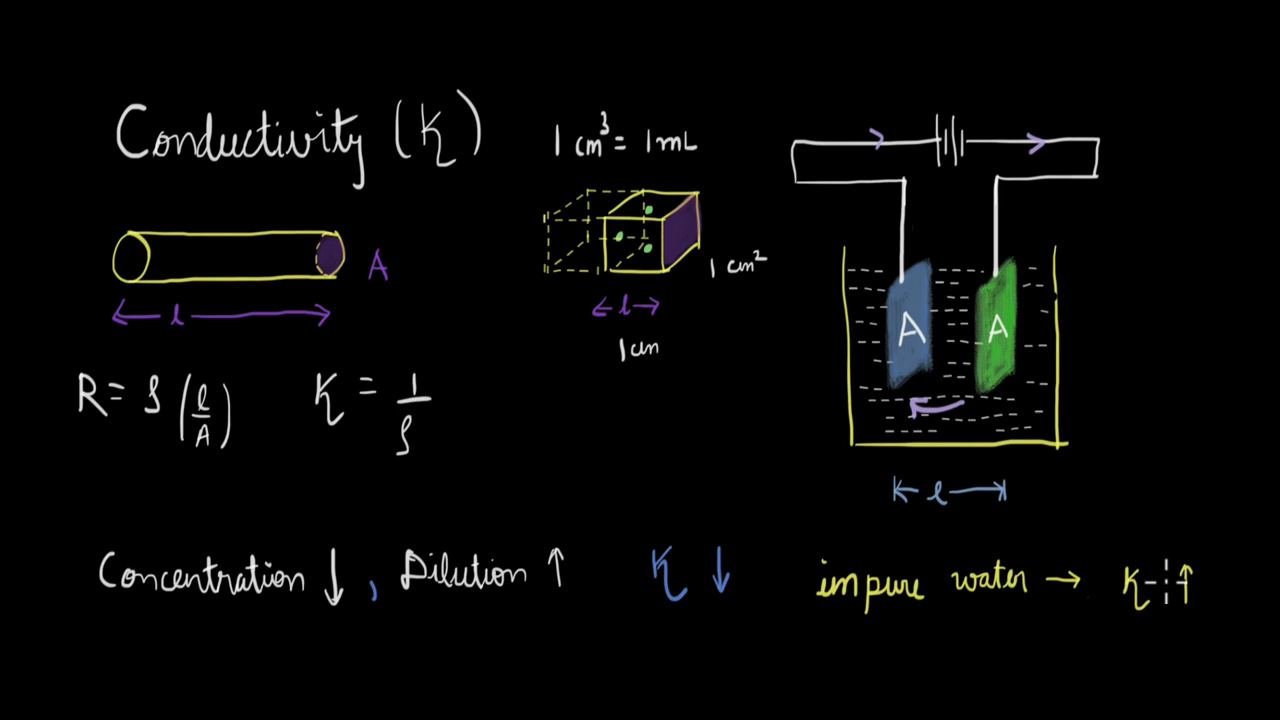 Conductivity (K)
1 cm³ = 1 mL
A
l
1 cm²
l
1 cm
R = ρ (l/A)
K = 1/ρ
A
A
l
Concentration ↓, Dilution ↑ K ↓
impure water → K ↑